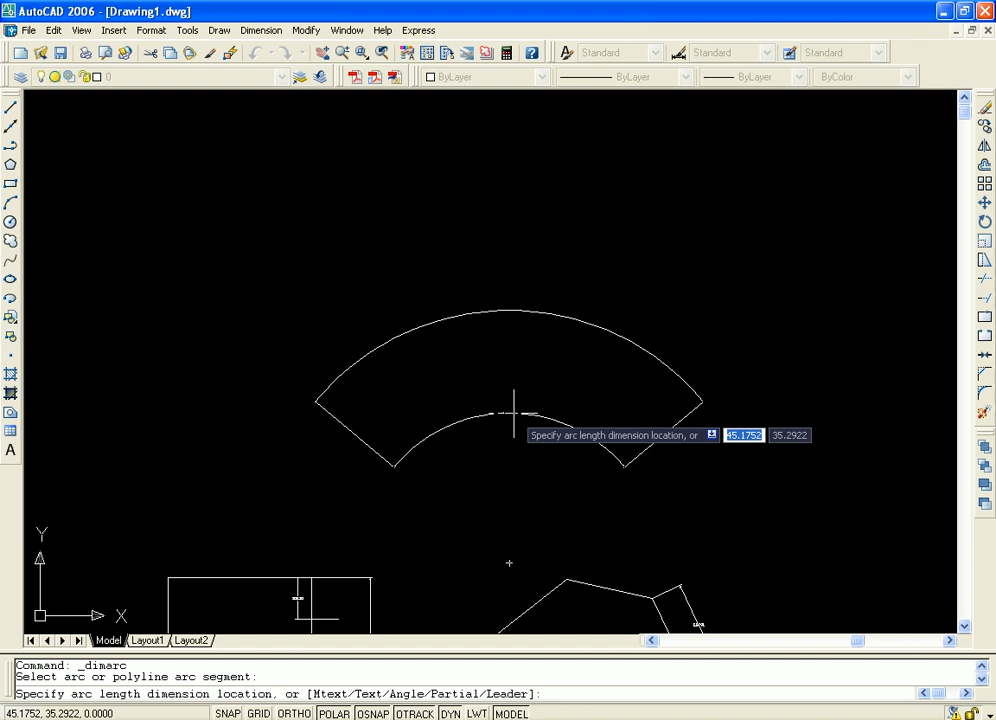 AutoCAD 2006 - [Drawing1.dwg]
File Edit View Insert Format Tools Draw Dimension Modify Window Help Express
Standard Standard Standard
0 ByLayer ByLayer ByLayer ByColor
Specify arc length dimension location, or 45.1752 35.2922
Y
X
Model Layout1 Layout2
Command: _dimarc
Select arc or polyline arc segment:
Specify arc length dimension location, or [Mtext/Text/Angle/Partial/Leader]:
45.1752, 35.2922, 0.0000 SNAP GRID ORTHO POLAR OSNAP OTRACK DYN LWT MODEL